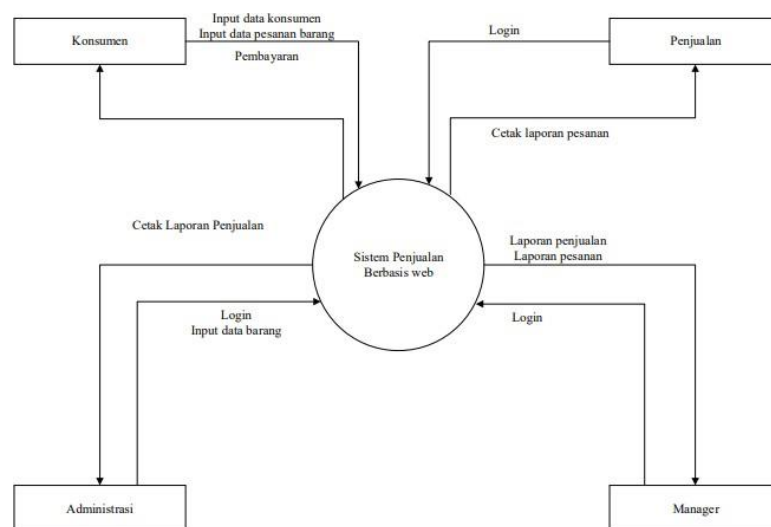 Konsumen
Input data konsumen
Input data pesanan barang
Pembayaran
Login
Penjualan
Cetak laporan pesanan
Cetak Laporan Penjualan
Sistem Penjualan
Berbasis web
Laporan penjualan
Laporan pesanan
Login
Input data barang
Login
Administrasi
Manager